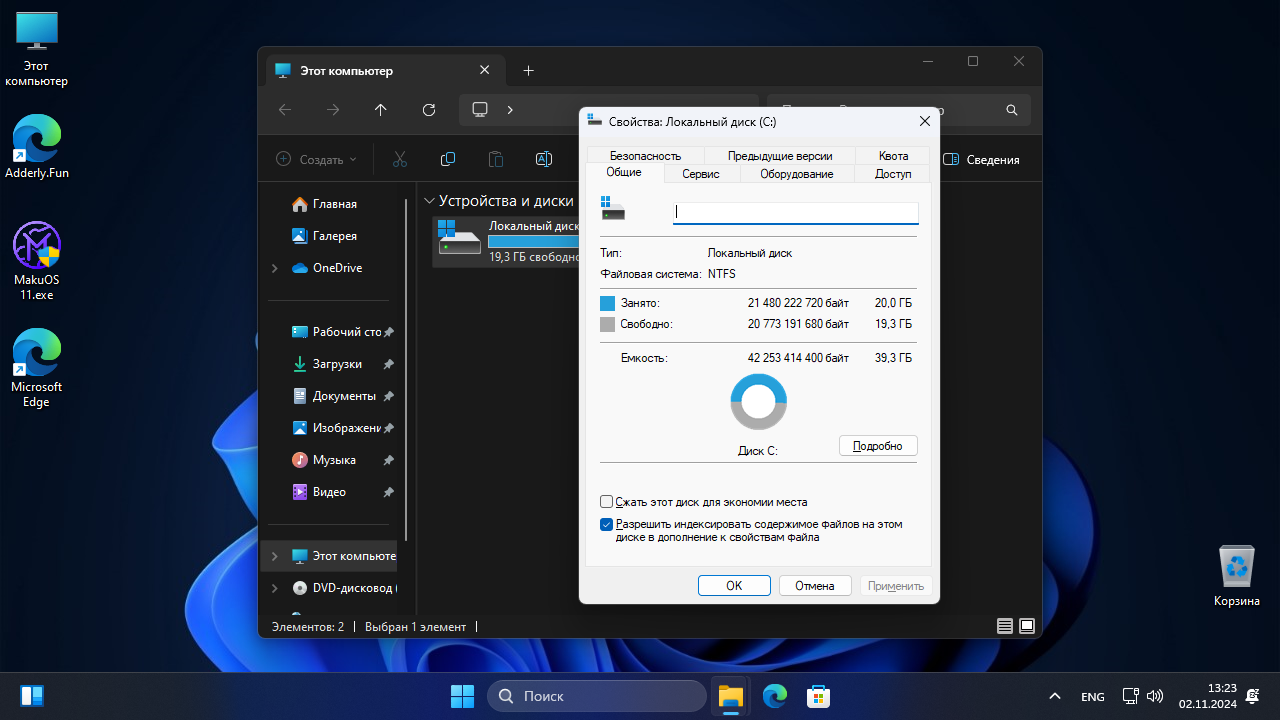 Этот
компьютер
Adderly.Fun
MakuOS
11.exe
Microsoft
Edge
Корзина
Этот компьютер
Создать
Сведения
Главная
Галерея
OneDrive
Рабочий сто
Загрузки
Документы
Изображени
Музыка
Видео
Этот компьюте
DVD-дисковод (
Устройства и диски
Локальный диск
19,3 ГБ свободно
Элементов: 2
Выбран 1 элемент
Свойства: Локальный диск (C:)
Безопасность
Предыдущие версии
Квота
Общие
Сервис
Оборудование
Доступ
Тип:
Локальный диск
Файловая система:
NTFS
Занято:
21 480 222 720 байт
20,0 ГБ
Свободно:
20 773 191 680 байт
19,3 ГБ
Емкость:
42 253 414 400 байт
39,3 ГБ
Диск C:
Подробно
Сжать этот диск для экономии места
Разрешить индексировать содержимое файлов на этом
диске в дополнение к свойствам файла
OK
Отмена
Применить
Поиск
ENG
13:23
02.11.2024